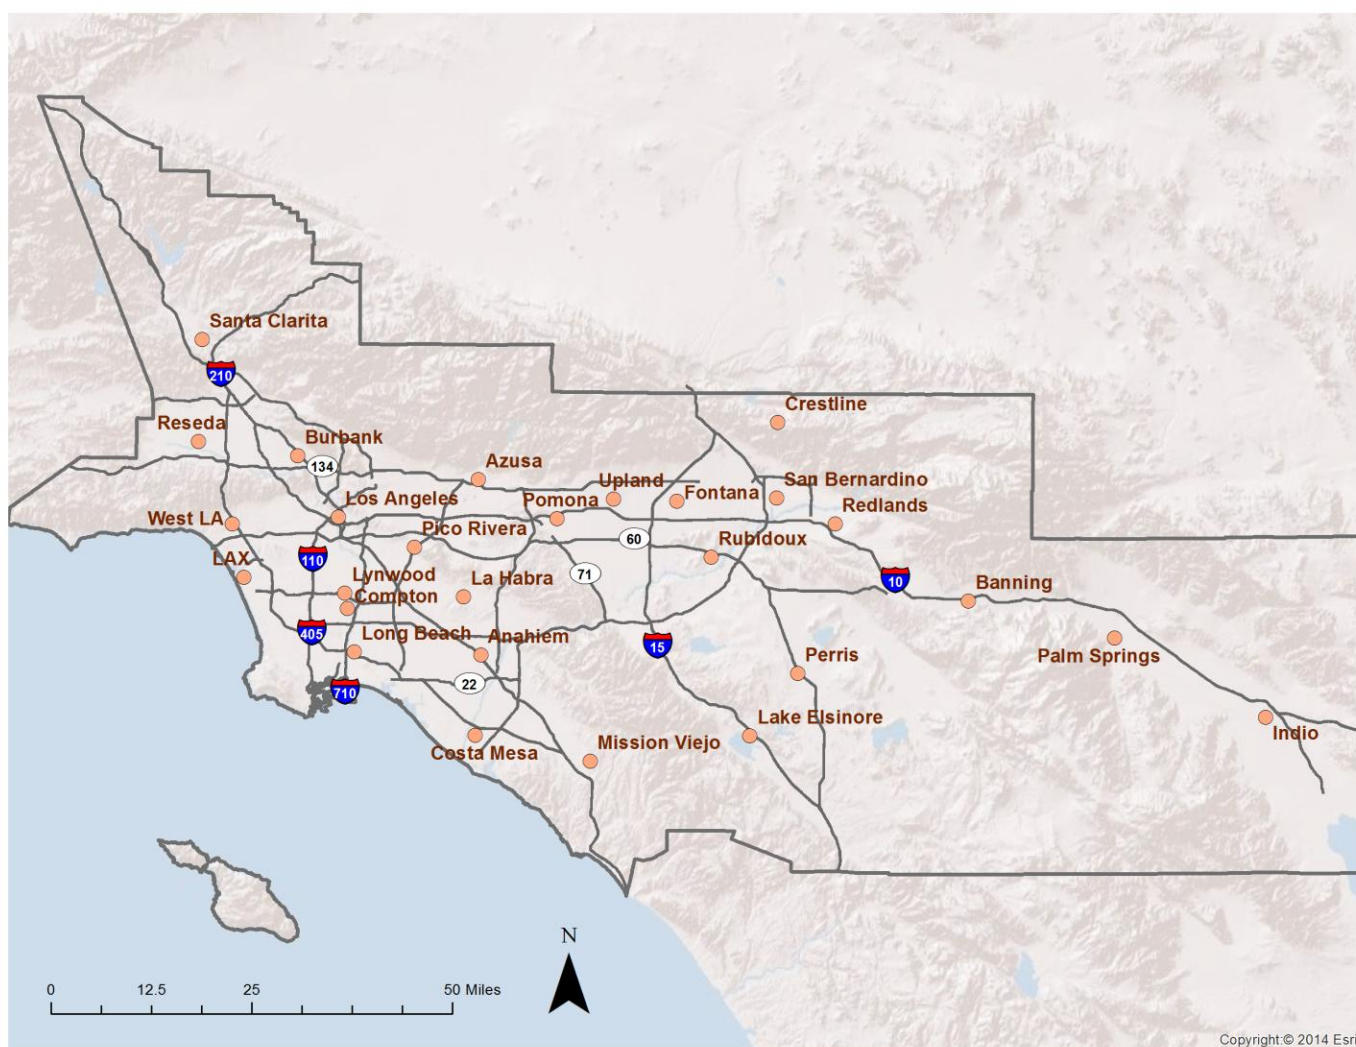 Santa Clarita
210
Crestline
Reseda
Burbank
134
Azusa
Upland
San Bernardino
Los Angeles
Pomona
Fontana
Redlands
West LA
Pico Rivera
60
Rubidoux
LAX
110
Lynwood
La Habra
71
10
Banning
Compton
405
Long Beach
Anahiem
15
Perris
Palm Springs
710
22
Lake Elsinore
Costa Mesa
Mission Viejo
Indio
N
0 12.5 25 50 Miles
Copyright:© 2014 Esri